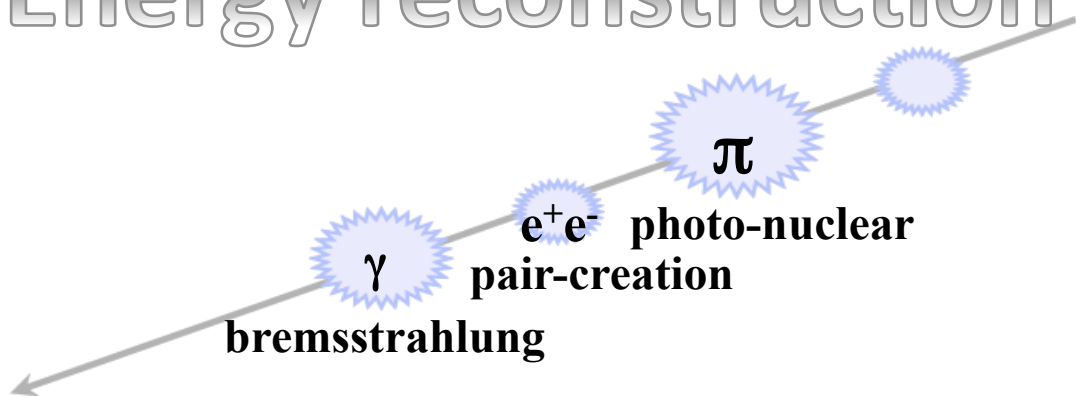 Energy reconstruction
π
e⁺e⁻ photo-nuclear
γ pair-creation
bremsstrahlung